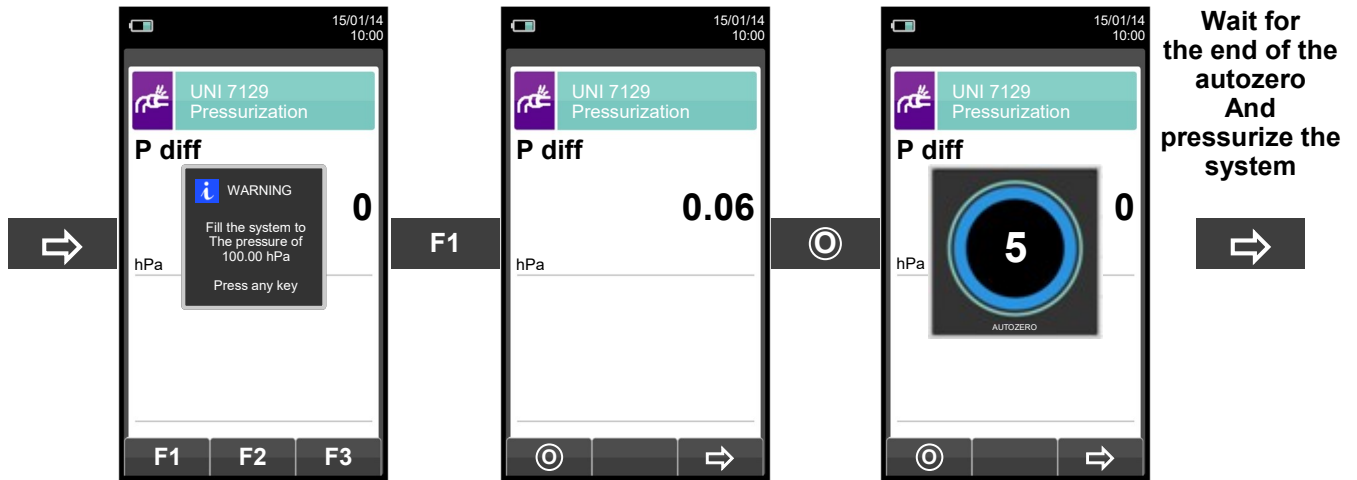 15/01/14
10:00
UNI 7129
Pressurization
P diff
WARNING
Fill the system to
The pressure of
100.00 hPa
Press any key
0
hPa
F1 F2 F3
F1
15/01/14
10:00
UNI 7129
Pressurization
P diff
0.06
hPa
15/01/14
10:00
UNI 7129
Pressurization
P diff
0
5
hPa
AUTOZERO
Wait for
the end of the
autozero
And
pressurize the
system